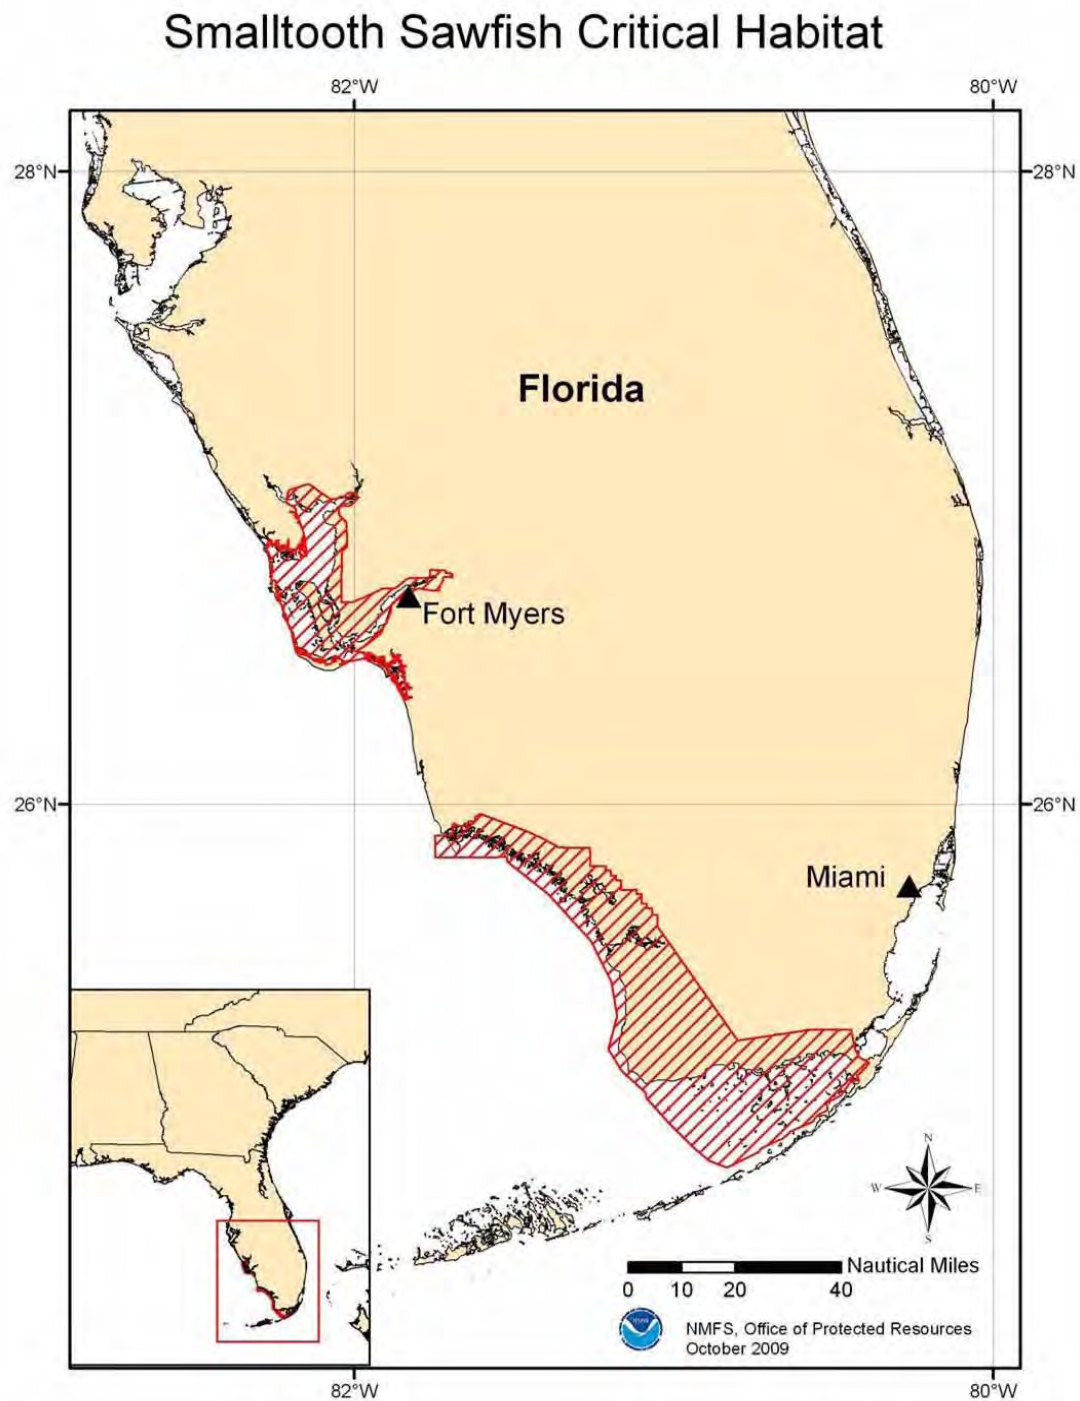 Smalltooth Sawfish Critical Habitat
82°W
80°W
28°N
28°N
Florida
Fort Myers
26°N
26°N
Miami
N
W
E
S
Nautical Miles
0 10 20 40
NMFS, Office of Protected Resources
October 2009
82°W
80°W